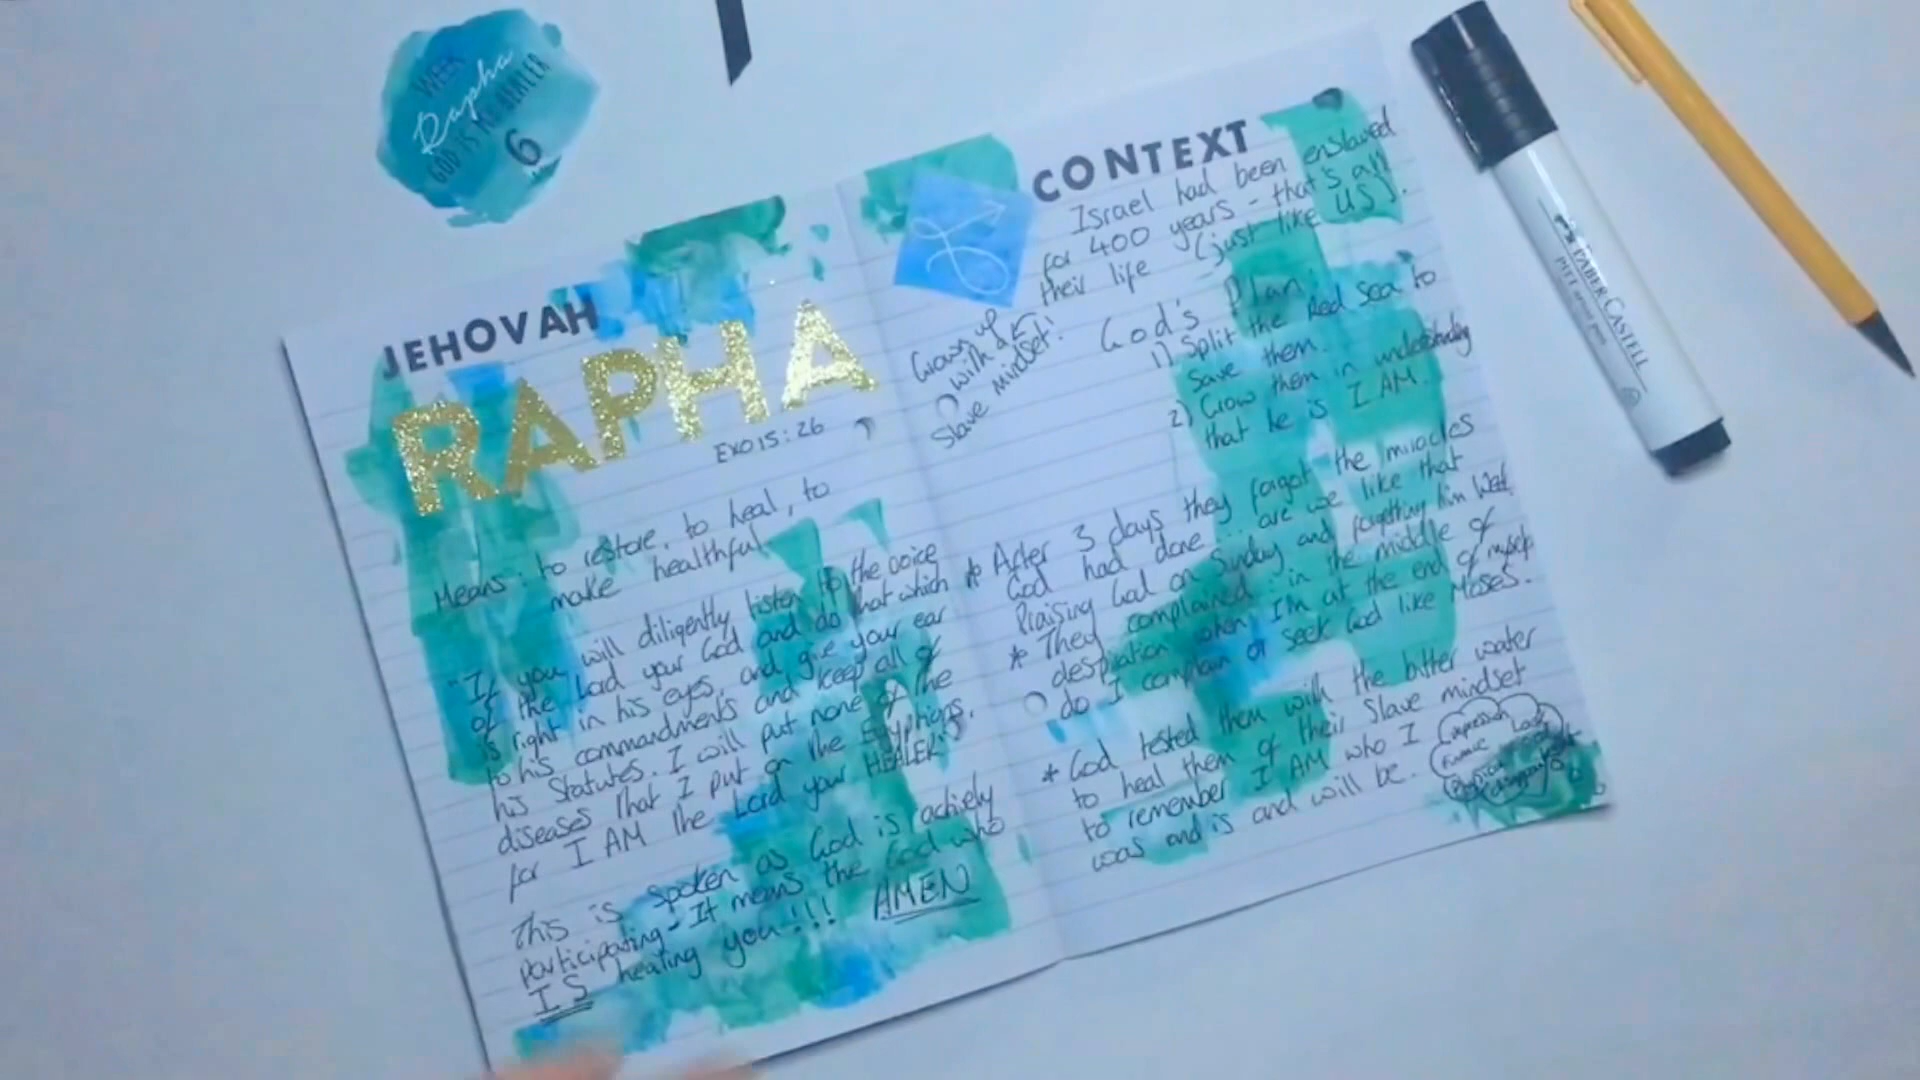 WEEK
Rapha
GOD IS MY HEALER
6
JEHOVAH
RAPHA
EXO 15:26
Means: to restore, to heal, to
make healthful.
"If you will diligently listen to the voice
of the Lord your God and do that which
is right in his eyes, and give your ear
to his commandments and keep all of
his Statutes. I will put none of the
diseases that I put on the Egyptians.
for I AM the Lord your HEALER"
This is spoken as God is actively
participating - It means the God who
IS healing you!!! AMEN
CONTEXT
Israel had been enslaved
for 400 years - that's all
their life (just like US).
Grown up
with a
Slave mindset!
God's Plan:
1) Split the Red Sea to
Save them.
2) Grow them in understanding
that he is I AM.
* After 3 days they forgot the miracles
God had done... are we like that
Praising God on Sunday and forgetting him Wed.
* They complained: in the middle of
despiration when I'm at the end of myself
do I complain or seek God like Moses.
* God tested them with the bitter water
to heal them of their Slave mindset
to remember I AM who I
was and is and will be.
FABER CASTELL
PITT artist pen